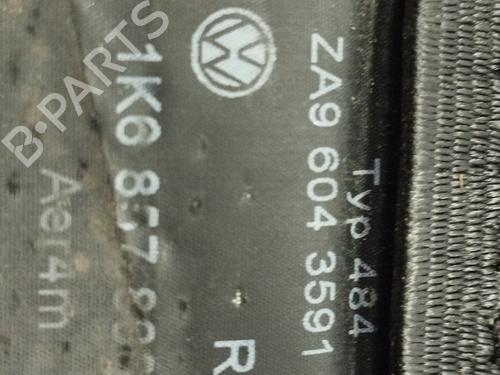 Typ 484
ZA9 604 3591
R
1K6 857
Aer4m
B-PARTS